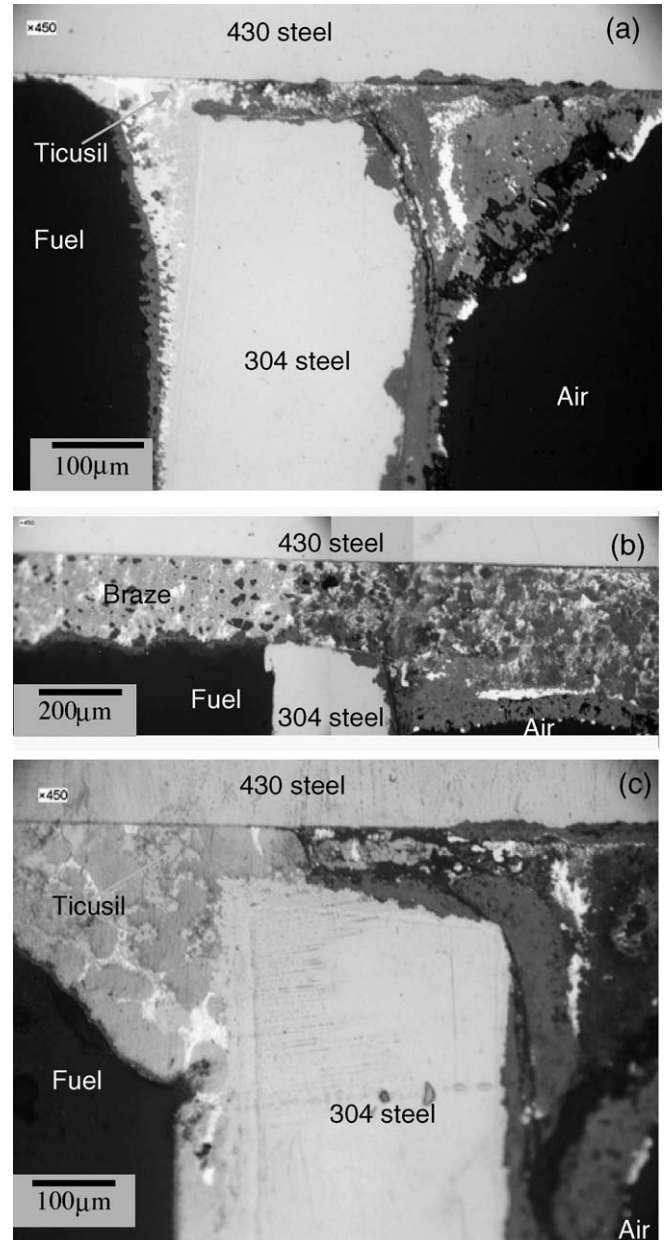 ×450
430 steel
(a)
Ticusil
Fuel
304 steel
Air
100μm
×450
430 steel
(b)
Braze
Fuel
200μm
304 steel
Air
×450
430 steel
(c)
Ticusil
Fuel
304 steel
100μm
Air